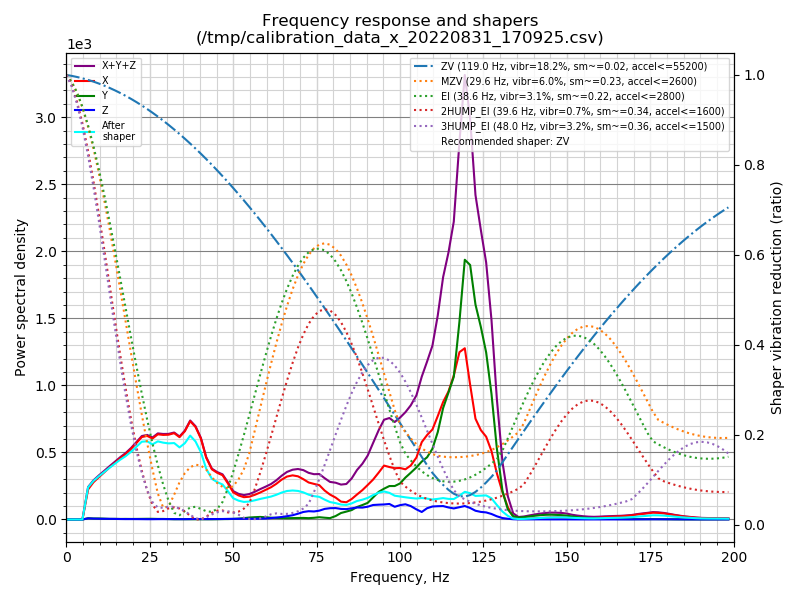 Frequency response and shapers
(/tmp/calibration_data_x_20220831_170925.csv)
1e3
X+Y+Z
X
Y
Z
After
shaper
ZV (119.0 Hz, vibr=18.2%, sm~=0.02, accel<=55200)
MZV (29.6 Hz, vibr=6.0%, sm~=0.23, accel<=2600)
EI (38.6 Hz, vibr=3.1%, sm~=0.22, accel<=2800)
2HUMP_EI (39.6 Hz, vibr=0.7%, sm~=0.34, accel<=1600)
3HUMP_EI (48.0 Hz, vibr=3.2%, sm~=0.36, accel<=1500)
Recommended shaper: ZV
3.0
2.5
2.0
1.5
1.0
0.5
0.0
Power spectral density
1.0
0.8
0.6
0.4
0.2
0.0
Shaper vibration reduction (ratio)
0 25 50 75 100 125 150 175 200
Frequency, Hz